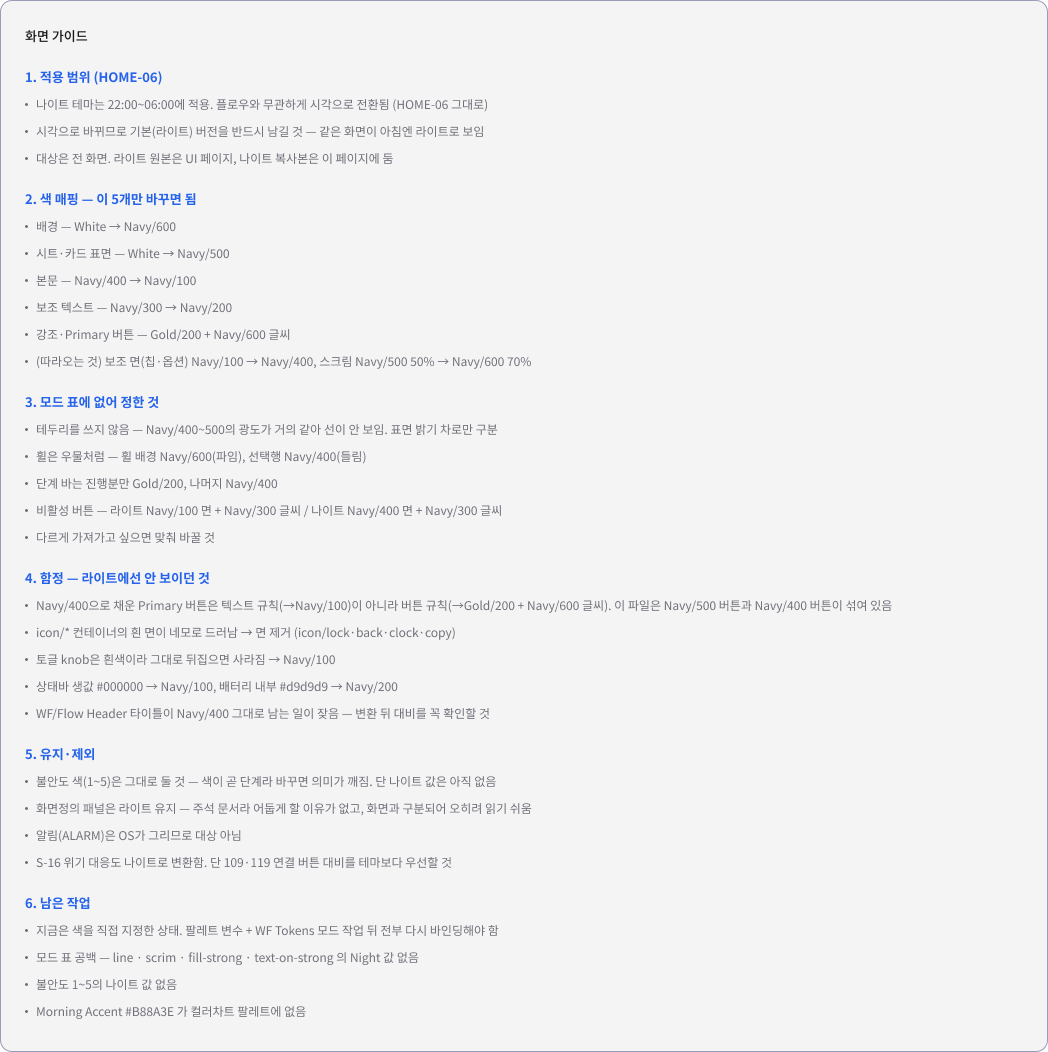 화면 가이드
1. 적용 범위 (HOME-06)
• 나이트 테마는 22:00~06:00에 적용. 플로우와 무관하게 시각으로 전환됨 (HOME-06 그대로)
• 시각으로 바뀌므로 기본(라이트) 버전을 반드시 남길 것 — 같은 화면이 아침엔 라이트로 보임
• 대상은 전 화면. 라이트 원본은 UI 페이지, 나이트 복사본은 이 페이지에 둠
2. 색 매핑 — 이 5개만 바꾸면 됨
• 배경 — White → Navy/600
• 시트·카드 표면 — White → Navy/500
• 본문 — Navy/400 → Navy/100
• 보조 텍스트 — Navy/300 → Navy/200
• 강조·Primary 버튼 — Gold/200 + Navy/600 글씨
• (따라오는 것) 보조 면(칩·옵션) Navy/100 → Navy/400, 스크림 Navy/500 50% → Navy/600 70%
3. 모드 표에 없어 정한 것
• 테두리를 쓰지 않음 — Navy/400~500의 광도가 거의 같아 선이 안 보임. 표면 밝기 차로만 구분
• 휠은 우물처럼 — 휠 배경 Navy/600(파임), 선택행 Navy/400(들림)
• 단계 바는 진행분만 Gold/200, 나머지 Navy/400
• 비활성 버튼 — 라이트 Navy/100 면 + Navy/300 글씨 / 나이트 Navy/400 면 + Navy/300 글씨
• 다르게 가져가고 싶으면 맞춰 바꿀 것
4. 함정 — 라이트에선 안 보이던 것
• Navy/400으로 채운 Primary 버튼은 텍스트 규칙(→Navy/100)이 아니라 버튼 규칙(→Gold/200 + Navy/600 글씨). 이 파일은 Navy/500 버튼과 Navy/400 버튼이 섞여 있음
• icon/* 컨테이너의 흰 면이 네모로 드러남 → 면 제거 (icon/lock·back·clock·copy)
• 토글 knob은 흰색이라 그대로 뒤집으면 사라짐 → Navy/100
• 상태바 생값 #000000 → Navy/100, 배터리 내부 #d9d9d9 → Navy/200
• WF/Flow Header 타이틀이 Navy/400 그대로 남는 일이 잦음 — 변환 뒤 대비를 꼭 확인할 것
5. 유지·제외
• 불안도 색(1~5)은 그대로 둘 것 — 색이 곧 단계라 바꾸면 의미가 깨짐. 단 나이트 값은 아직 없음
• 화면정의 패널은 라이트 유지 — 주석 문서라 어둡게 할 이유가 없고, 화면과 구분되어 오히려 읽기 쉬움
• 알림(ALARM)은 OS가 그리므로 대상 아님
• S-16 위기 대응도 나이트로 변환함. 단 109·119 연결 버튼 대비를 테마보다 우선할 것
6. 남은 작업
• 지금은 색을 직접 지정한 상태. 팔레트 변수 + WF Tokens 모드 작업 뒤 전부 다시 바인딩해야 함
• 모드 표 공백 — line · scrim · fill-strong · text-on-strong 의 Night 값 없음
• 불안도 1~5의 나이트 값 없음
• Morning Accent #B88A3E 가 컬러차트 팔레트에 없음